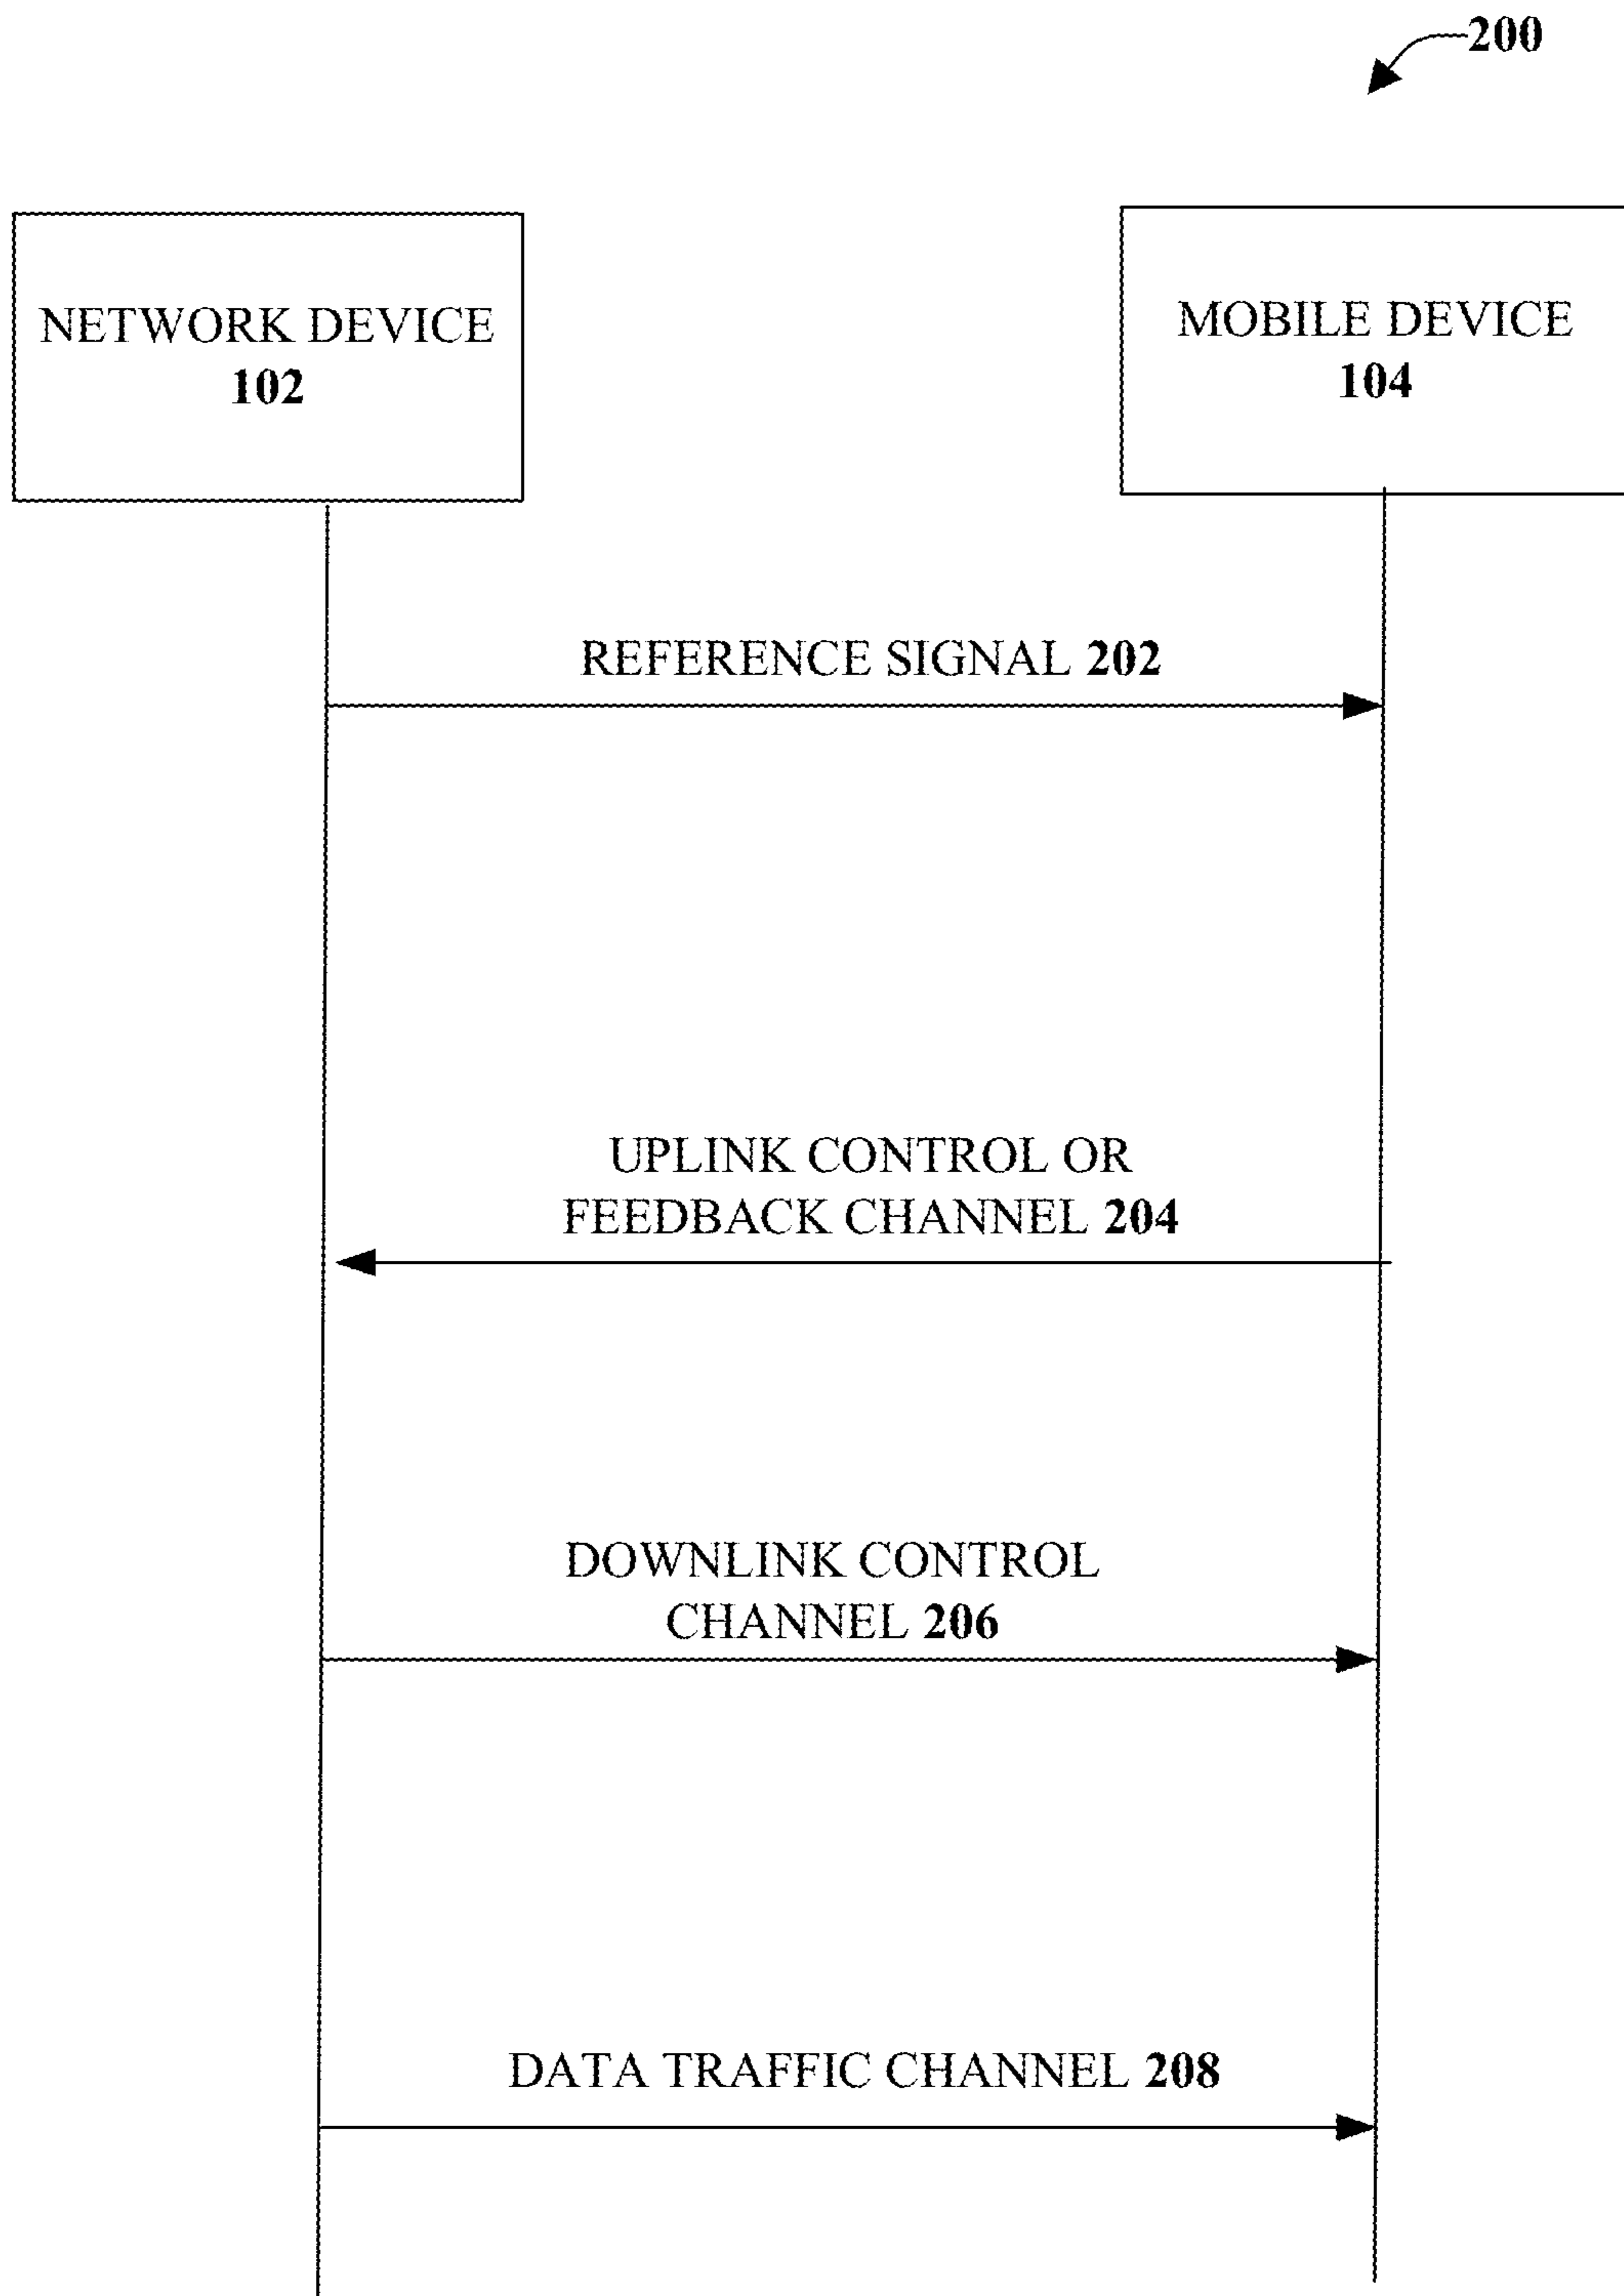 200
NETWORK DEVICE
102
MOBILE DEVICE
104
REFERENCE SIGNAL 202
UPLINK CONTROL OR
FEEDBACK CHANNEL 204
DOWNLINK CONTROL
CHANNEL 206
DATA TRAFFIC CHANNEL 208